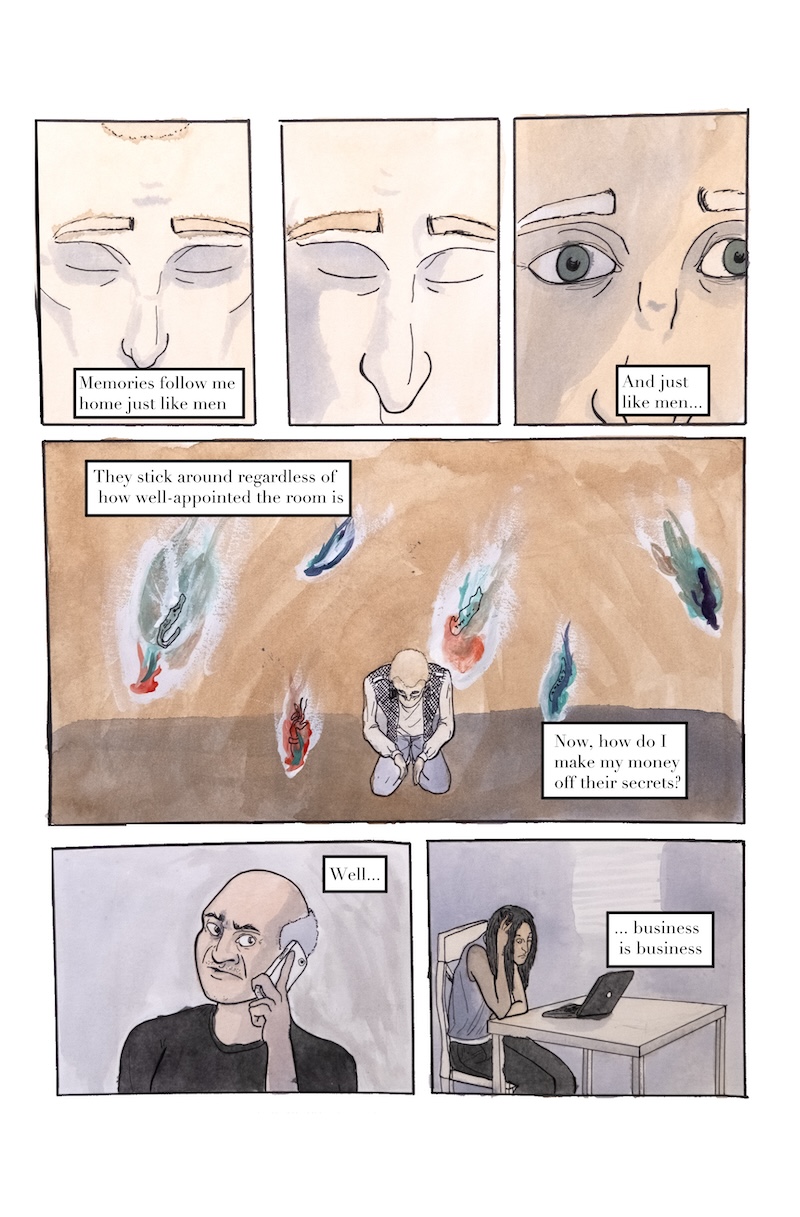 Memories follow me
home just like men
And just
like men...
They stick around regardless of
how well-appointed the room is
Now, how do I
make my money
off their secrets?
Well...
... business
is business